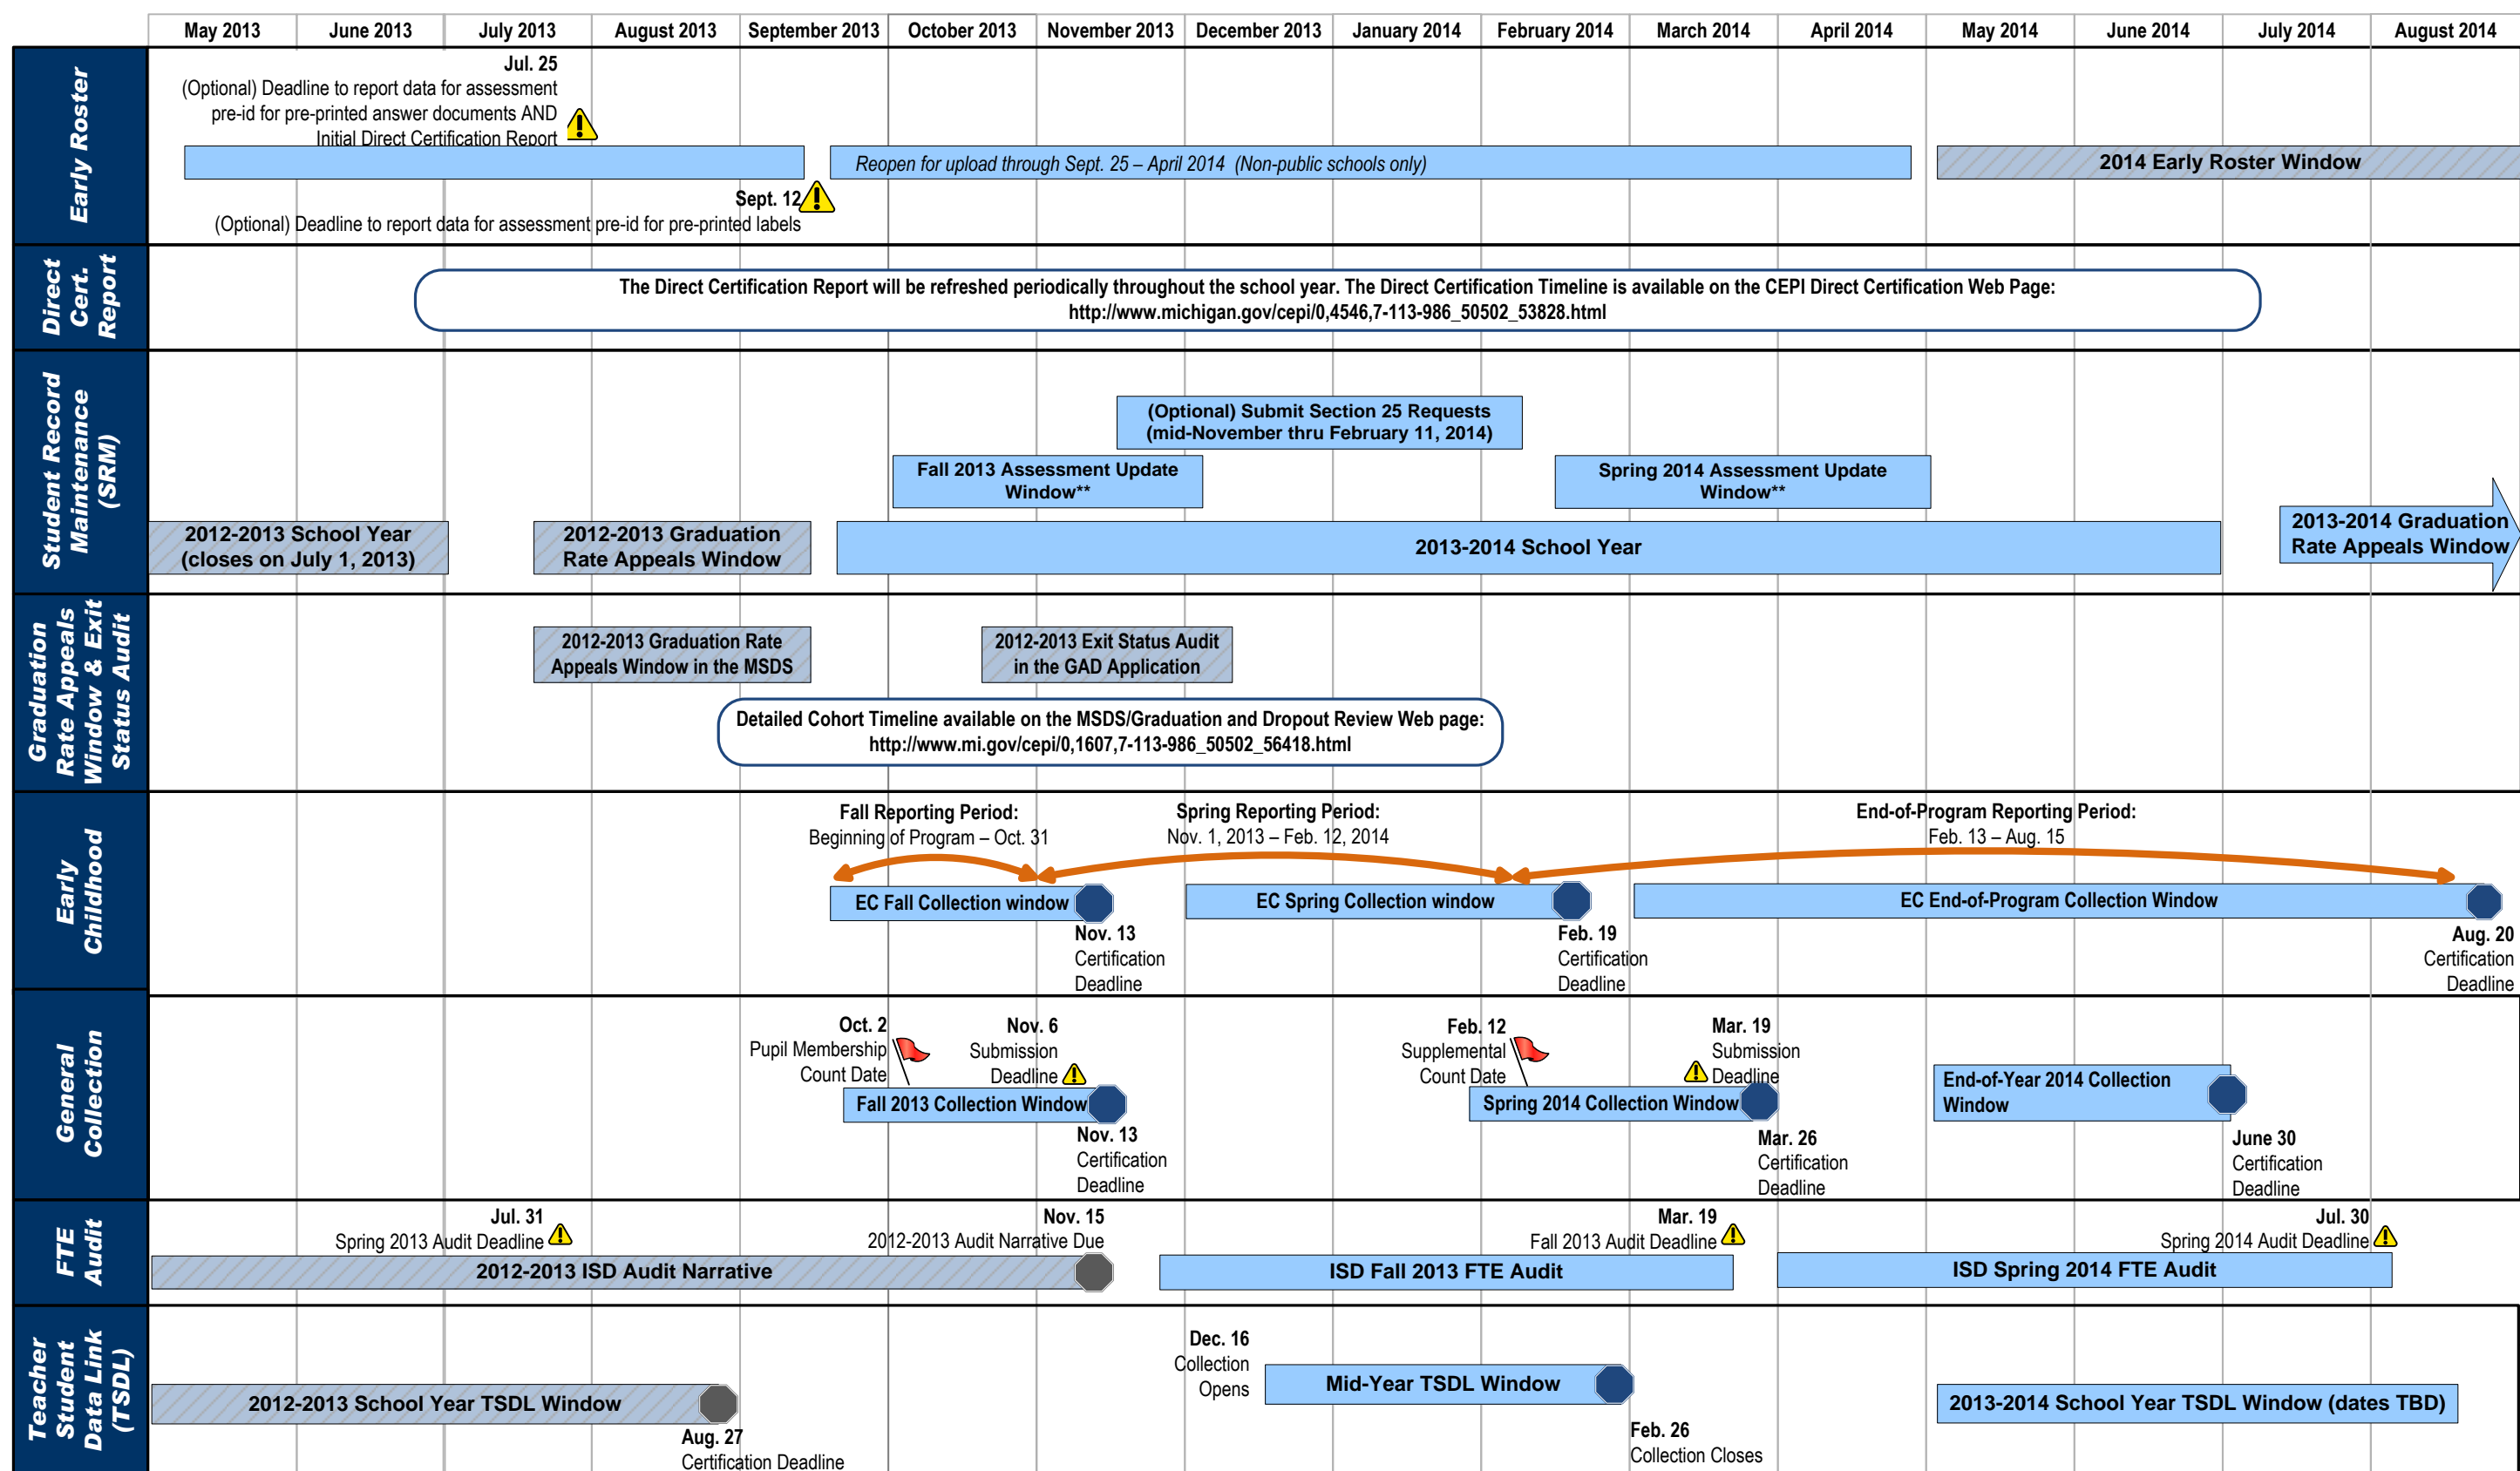 May 2013
June 2013
July 2013
August 2013
September 2013
October 2013
November 2013
December 2013
January 2014
February 2014
March 2014
April 2014
May 2014
June 2014
July 2014
August 2014
Early Roster
Jul. 25
(Optional) Deadline to report data for assessment
pre-id for pre-printed answer documents AND
Initial Direct Certification Report
Reopen for upload through Sept. 25 – April 2014 (Non-public schools only)
2014 Early Roster Window
Sept. 12
(Optional) Deadline to report data for assessment pre-id for pre-printed labels
Direct
Cert.
Report
The Direct Certification Report will be refreshed periodically throughout the school year. The Direct Certification Timeline is available on the CEPI Direct Certification Web Page:
http://www.michigan.gov/cepi/0,4546,7-113-986_50502_53828.html
Student Record
Maintenance
(SRM)
(Optional) Submit Section 25 Requests
(mid-November thru February 11, 2014)
Fall 2013 Assessment Update
Window**
Spring 2014 Assessment Update
Window**
2012-2013 School Year
(closes on July 1, 2013)
2012-2013 Graduation
Rate Appeals Window
2013-2014 School Year
2013-2014 Graduation
Rate Appeals Window
Graduation
Rate Appeals
Window & Exit
Status Audit
2012-2013 Graduation Rate
Appeals Window in the MSDS
2012-2013 Exit Status Audit
in the GAD Application
Detailed Cohort Timeline available on the MSDS/Graduation and Dropout Review Web page:
http://www.mi.gov/cepi/0,1607,7-113-986_50502_56418.html
Early
Childhood
Fall Reporting Period:
Beginning of Program – Oct. 31
Spring Reporting Period:
Nov. 1, 2013 – Feb. 12, 2014
End-of-Program Reporting Period:
Feb. 13 – Aug. 15
EC Fall Collection window
EC Spring Collection window
EC End-of-Program Collection Window
Nov. 13
Certification
Deadline
Feb. 19
Certification
Deadline
Aug. 20
Certification
Deadline
General
Collection
Oct. 2
Pupil Membership
Count Date
Nov. 6
Submission
Deadline
Feb. 12
Supplemental
Count Date
Mar. 19
Submission
Deadline
Fall 2013 Collection Window
Spring 2014 Collection Window
End-of-Year 2014 Collection
Window
Nov. 13
Certification
Deadline
Mar. 26
Certification
Deadline
June 30
Certification
Deadline
FTE
Audit
Jul. 31
Spring 2013 Audit Deadline
Nov. 15
2012-2013 Audit Narrative Due
Mar. 19
Fall 2013 Audit Deadline
Jul. 30
Spring 2014 Audit Deadline
2012-2013 ISD Audit Narrative
ISD Fall 2013 FTE Audit
ISD Spring 2014 FTE Audit
Teacher
Student
Data Link
(TSDL)
Dec. 16
Collection
Opens
2012-2013 School Year TSDL Window
Mid-Year TSDL Window
2013-2014 School Year TSDL Window (dates TBD)
Aug. 27
Certification Deadline
Feb. 26
Collection Closes